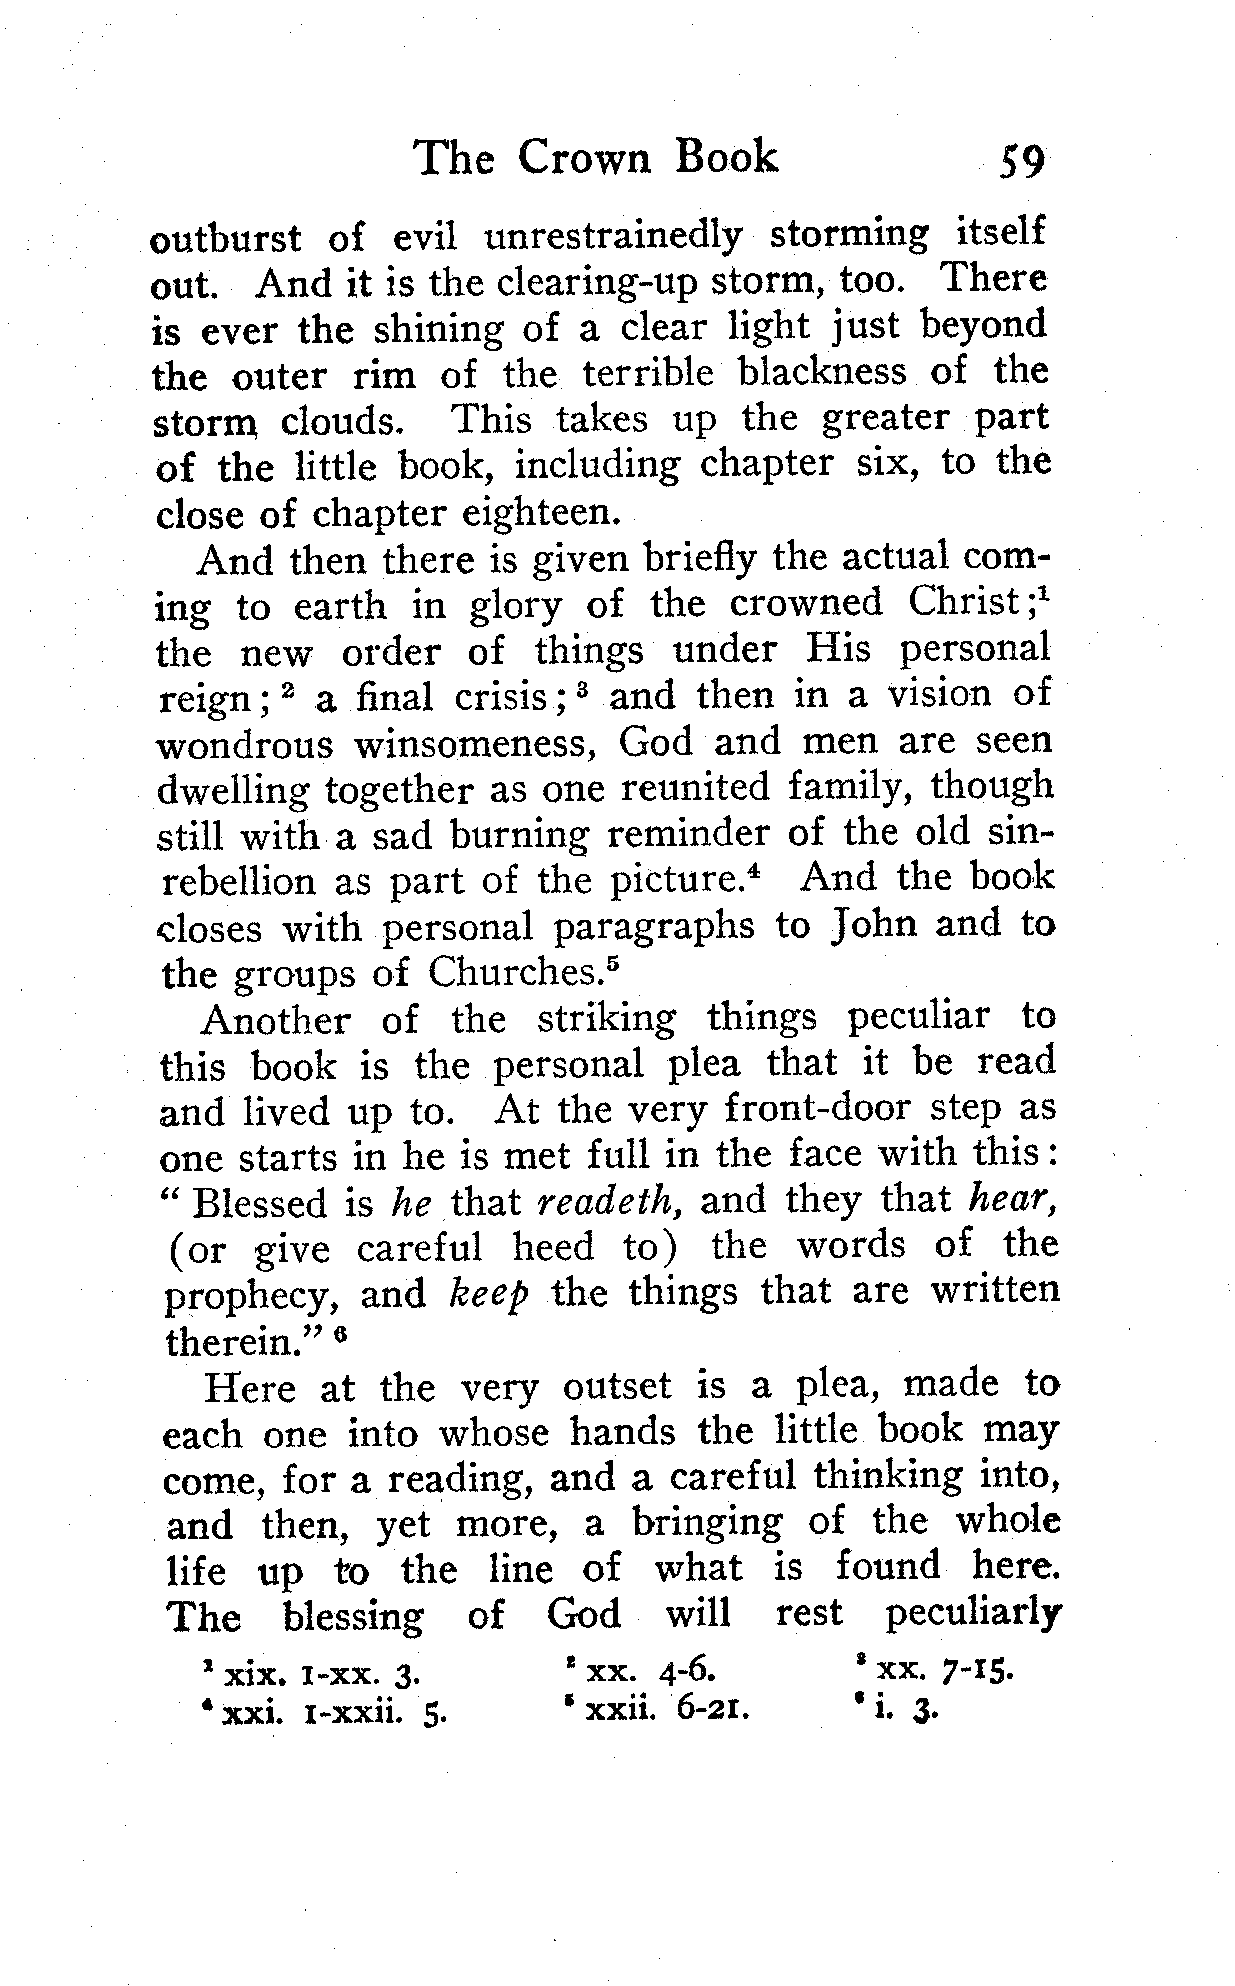 The Crown Book 59
outburst of evil unrestrainedly storming itself
out. And it is the clearing-up storm, too. There
is ever the shining of a clear light just beyond
the outer rim of the terrible blackness of the
storm clouds. This takes up the greater part
of the little book, including chapter six, to the
close of chapter eighteen.
And then there is given briefly the actual com-
ing to earth in glory of the crowned Christ;¹
the new order of things under His personal
reign; ² a final crisis; ³ and then in a vision of
wondrous winsomeness, God and men are seen
dwelling together as one reunited family, though
still with a sad burning reminder of the old sin-
rebellion as part of the picture.⁴ And the book
closes with personal paragraphs to John and to
the groups of Churches.⁵
Another of the striking things peculiar to
this book is the personal plea that it be read
and lived up to. At the very front-door step as
one starts in he is met full in the face with this:
“ Blessed is he that readeth, and they that hear,
(or give careful heed to) the words of the
prophecy, and keep the things that are written
therein.” ⁶
Here at the very outset is a plea, made to
each one into whose hands the little book may
come, for a reading, and a careful thinking into,
and then, yet more, a bringing of the whole
life up to the line of what is found here.
The blessing of God will rest peculiarly
¹ xix. 1-xx. 3. ² xx. 4-6. ³ xx. 7-15.
⁴ xxi. 1-xxii. 5. ⁵ xxii. 6-21. ⁶ i. 3.